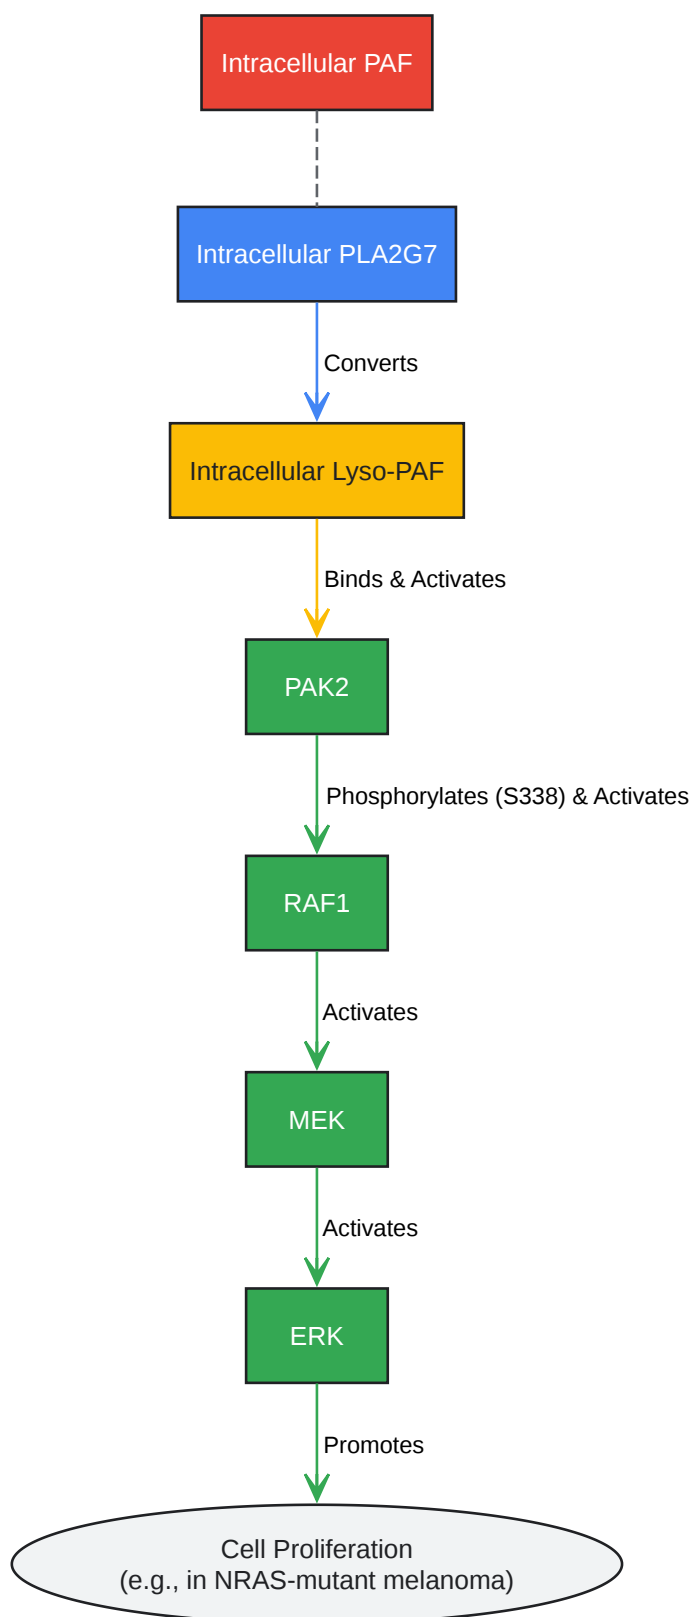 Intracellular PAF
Intracellular PLA2G7
Converts
Intracellular Lyso-PAF
Binds & Activates
PAK2
Phosphorylates (S338) & Activates
RAF1
Activates
MEK
Activates
ERK
Promotes
Cell Proliferation
(e.g., in NRAS-mutant melanoma)